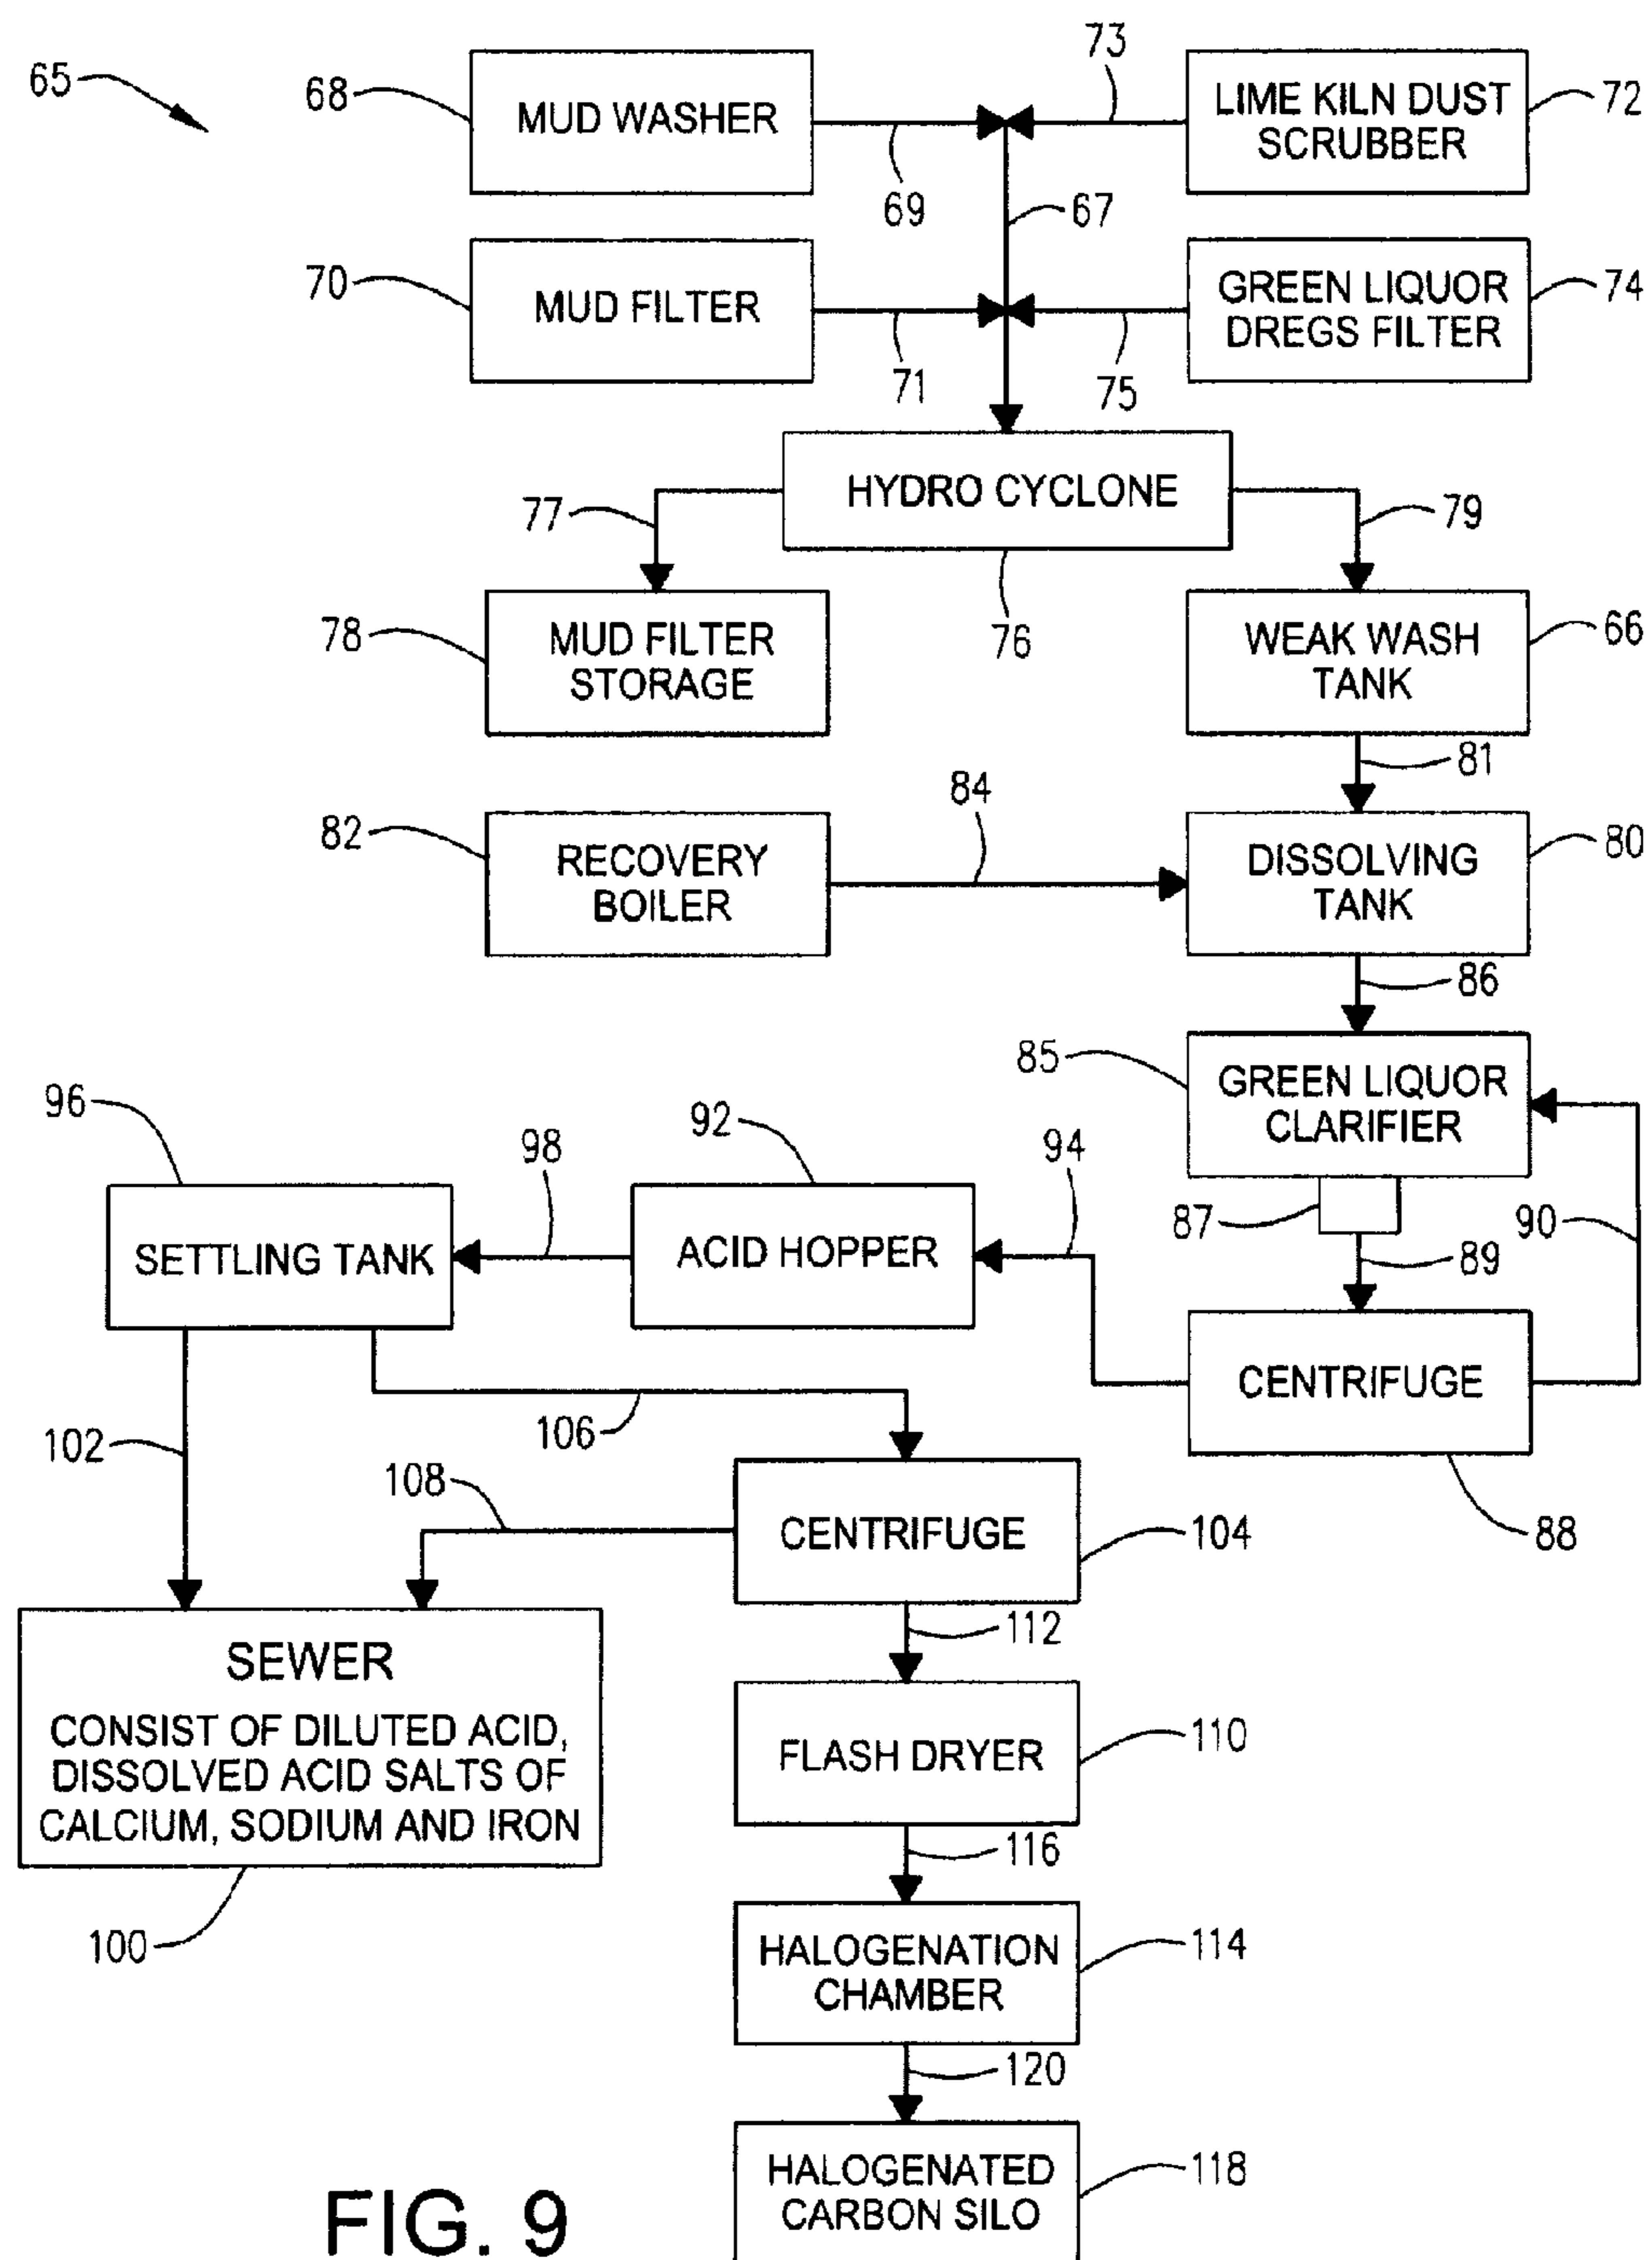 73
65
68
MUD WASHER
LIME KILN DUST
SCRUBBER
72
69
67
70
MUD FILTER
GREEN LIQUOR
DREGS FILTER
74
71
75
HYDRO CYCLONE
77
79
76
78
MUD FILTER
STORAGE
WEAK WASH
TANK
66
81
84
82
RECOVERY
BOILER
DISSOLVING
TANK
80
86
85
GREEN LIQUOR
CLARIFIER
96
92
98
94
87
90
SETTLING TANK
ACID HOPPER
89
CENTRIFUGE
106
102
108
CENTRIFUGE
104
88
112
SEWER
CONSIST OF DILUTED ACID,
DISSOLVED ACID SALTS OF
CALCIUM, SODIUM AND IRON
FLASH DRYER
110
116
100
HALOGENATION
CHAMBER
114
120
HALOGENATED
CARBON SILO
118
FIG. 9